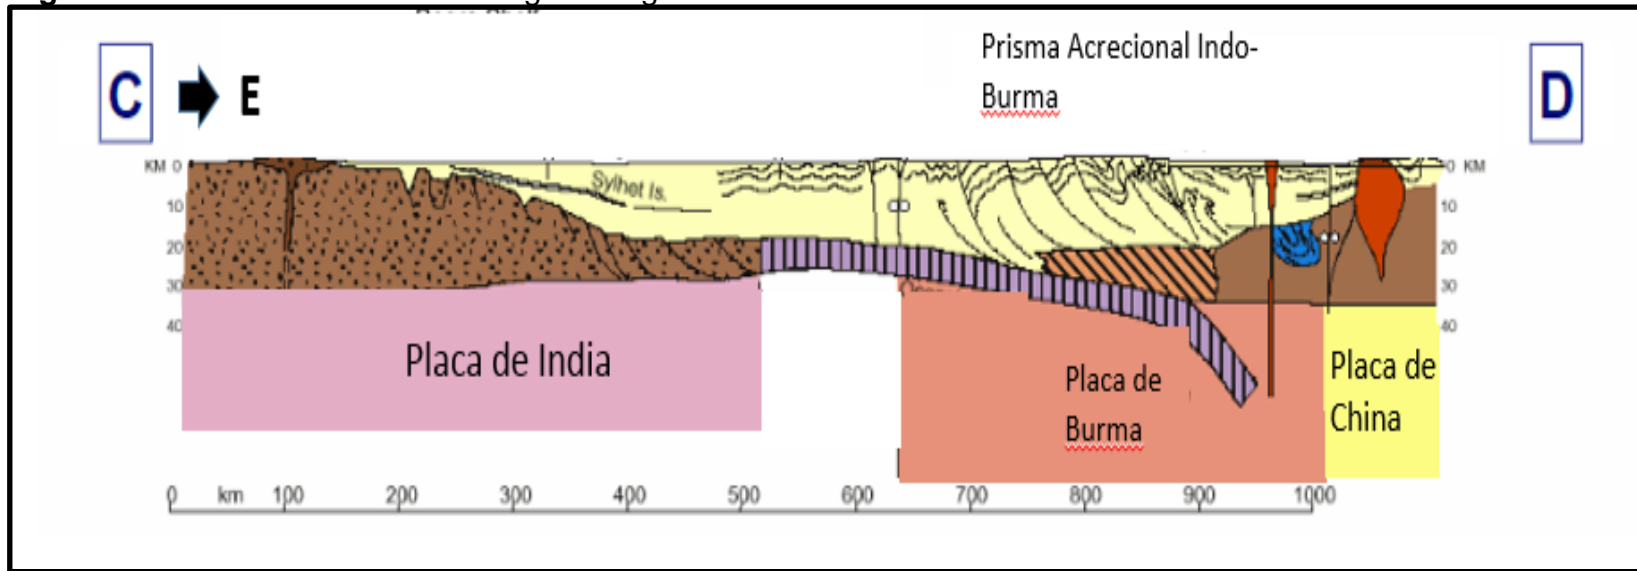 Prisma Acrecional Indo-
Burma
C
E
D
KM 0
0 KM
Sylhet Is.
10
10
20
20
30
30
40
40
Placa de India
Placa de
Burma
Placa de
China
0 km 100 200 300 400 500 600 700 800 900 1000